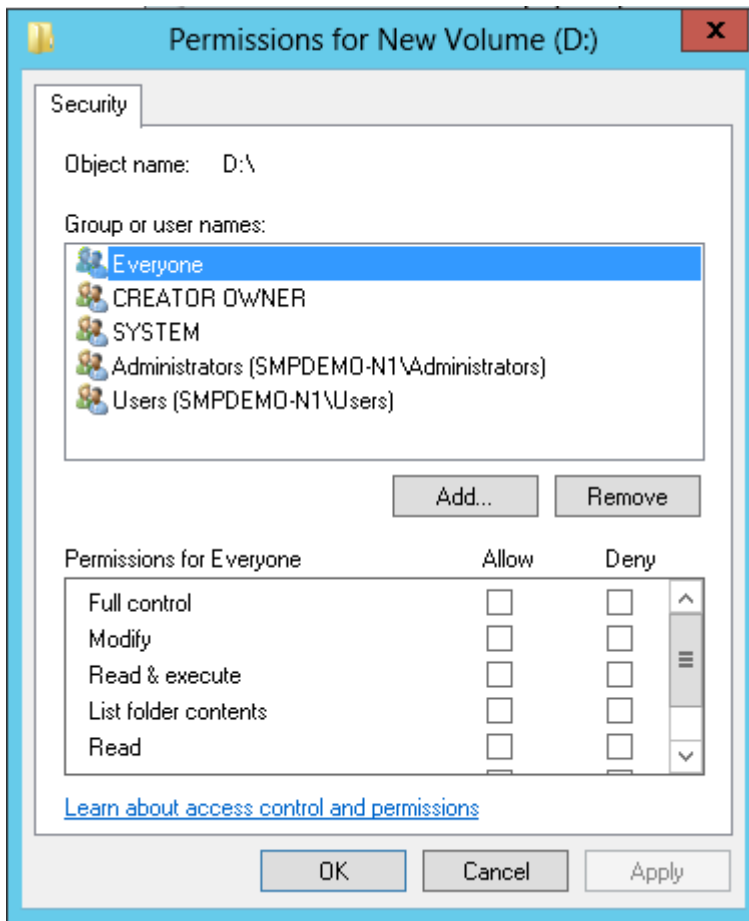 Permissions for New Volume (D:)
x
Security
Object name: D:\
Group or user names:
Everyone
CREATOR OWNER
SYSTEM
Administrators (SMPDEMO-N1\Administrators)
Users (SMPDEMO-N1\Users)
Add... Remove
Permissions for Everyone Allow Deny
Full control
Modify
Read & execute
List folder contents
Read
Learn about access control and permissions
OK Cancel Apply